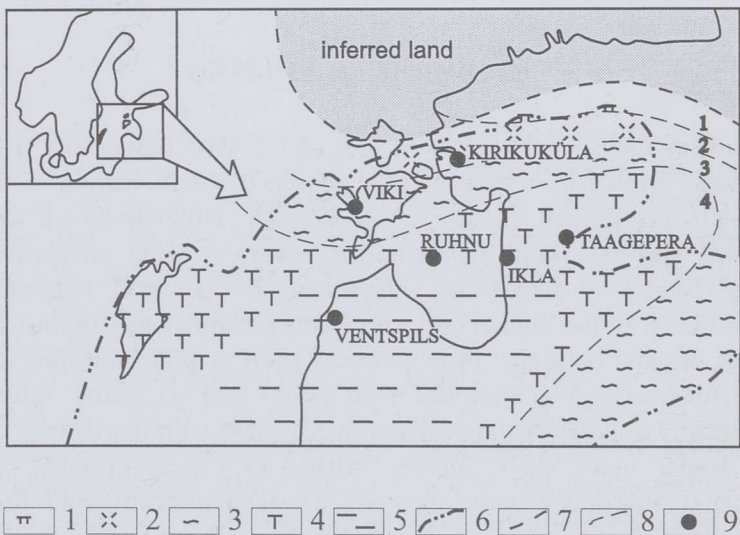 inferred land
1
2
3
4
KIRIKUKÜLA
VIKI
RUHNU
TAAGEPERA
IKLA
VENTSPILS
1 2 3 4 5 6 7 8 9